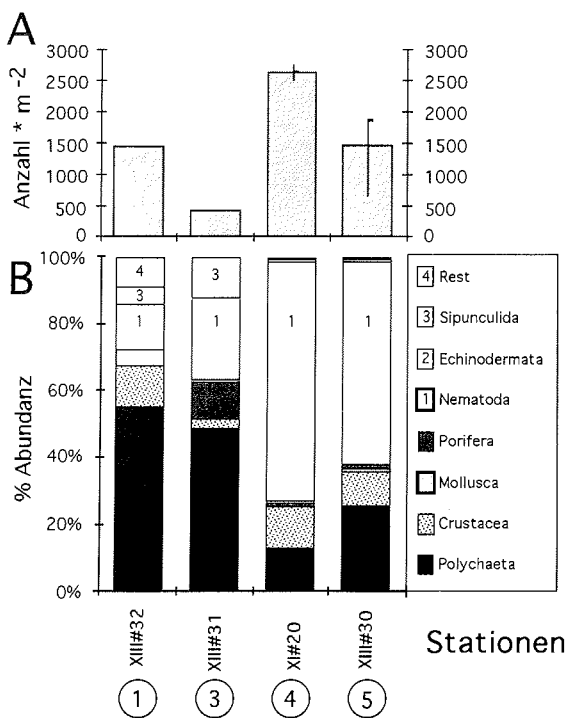 A
Anzahl * m -2
3000
2500
2000
1500
1000
500
0
3000
2500
2000
1500
1000
500
0
B
% Abundanz
100%
80%
60%
40%
20%
0%
4
3
1
3
1
1
1
4 Rest
3 Sipunculida
2 Echinodermata
1 Nematoda
Porifera
Mollusca
Crustacea
Polychaeta
XIII#32
XIII#31
XI#20
XIII#30
Stationen
1
3
4
5